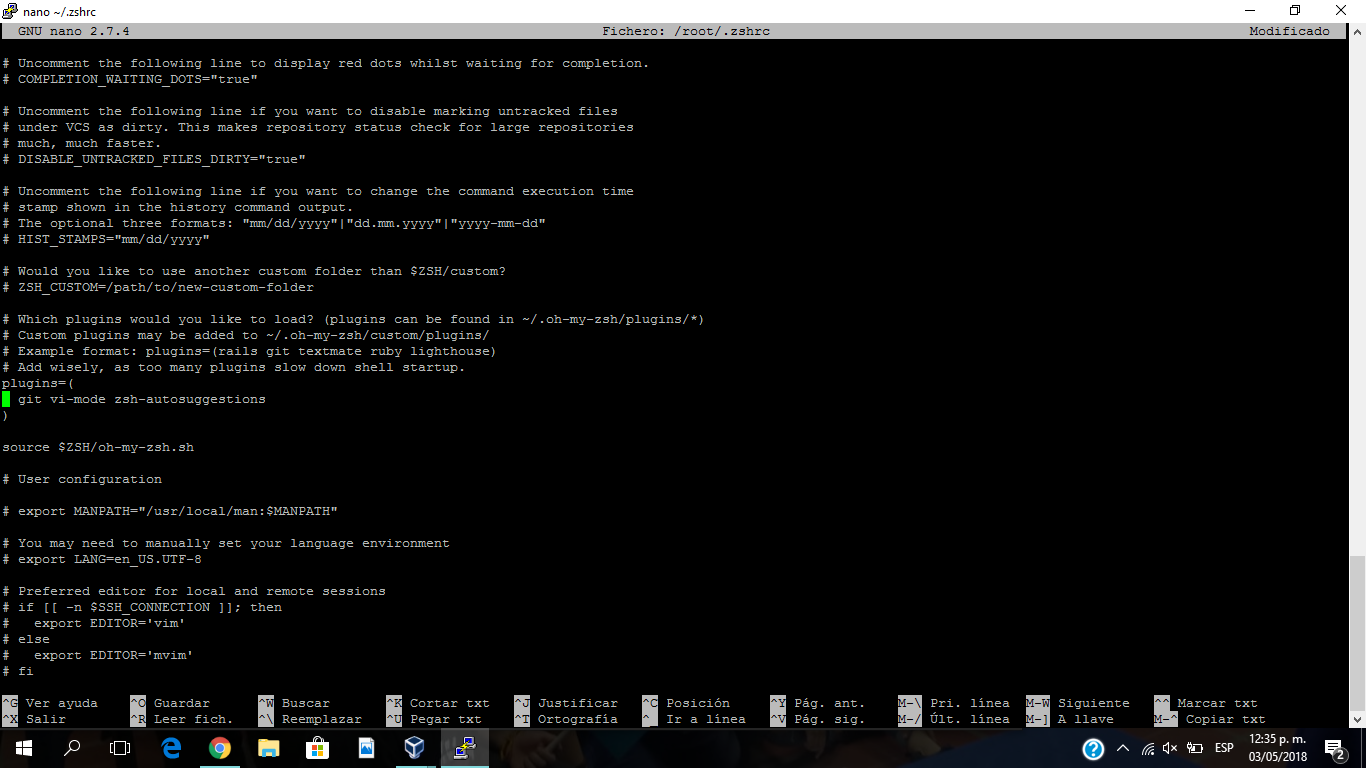 nano ~/.zshrc
GNU nano 2.7.4 Fichero: /root/.zshrc Modificado
# Uncomment the following line to display red dots whilst waiting for completion.
# COMPLETION_WAITING_DOTS="true"
# Uncomment the following line if you want to disable marking untracked files
# under VCS as dirty. This makes repository status check for large repositories
# much, much faster.
# DISABLE_UNTRACKED_FILES_DIRTY="true"
# Uncomment the following line if you want to change the command execution time
# stamp shown in the history command output.
# The optional three formats: "mm/dd/yyyy"|"dd.mm.yyyy"|"yyyy-mm-dd"
# HIST_STAMPS="mm/dd/yyyy"
# Would you like to use another custom folder than $ZSH/custom?
# ZSH_CUSTOM=/path/to/new-custom-folder
# Which plugins would you like to load? (plugins can be found in ~/.oh-my-zsh/plugins/*)
# Custom plugins may be added to ~/.oh-my-zsh/custom/plugins/
# Example format: plugins=(rails git textmate ruby lighthouse)
# Add wisely, as too many plugins slow down shell startup.
plugins=(
git vi-mode zsh-autosuggestions
)
source $ZSH/oh-my-zsh.sh
# User configuration
# export MANPATH="/usr/local/man:$MANPATH"
# You may need to manually set your language environment
# export LANG=en_US.UTF-8
# Preferred editor for local and remote sessions
# if [[ -n $SSH_CONNECTION ]]; then
#   export EDITOR='vim'
# else
#   export EDITOR='mvim'
# fi
^G Ver ayuda ^O Guardar ^W Buscar ^K Cortar txt ^J Justificar ^C Posición ^Y Pág. ant. M-\ Pri. línea M-W Siguiente ^^ Marcar txt
^X Salir ^R Leer fich. ^\ Reemplazar ^U Pegar txt ^T Ortografía ^_ Ir a línea ^V Pág. sig. M-/ Últ. línea M-] A llave M-^ Copiar txt
ESP 12:35 p. m.
03/05/2018
2